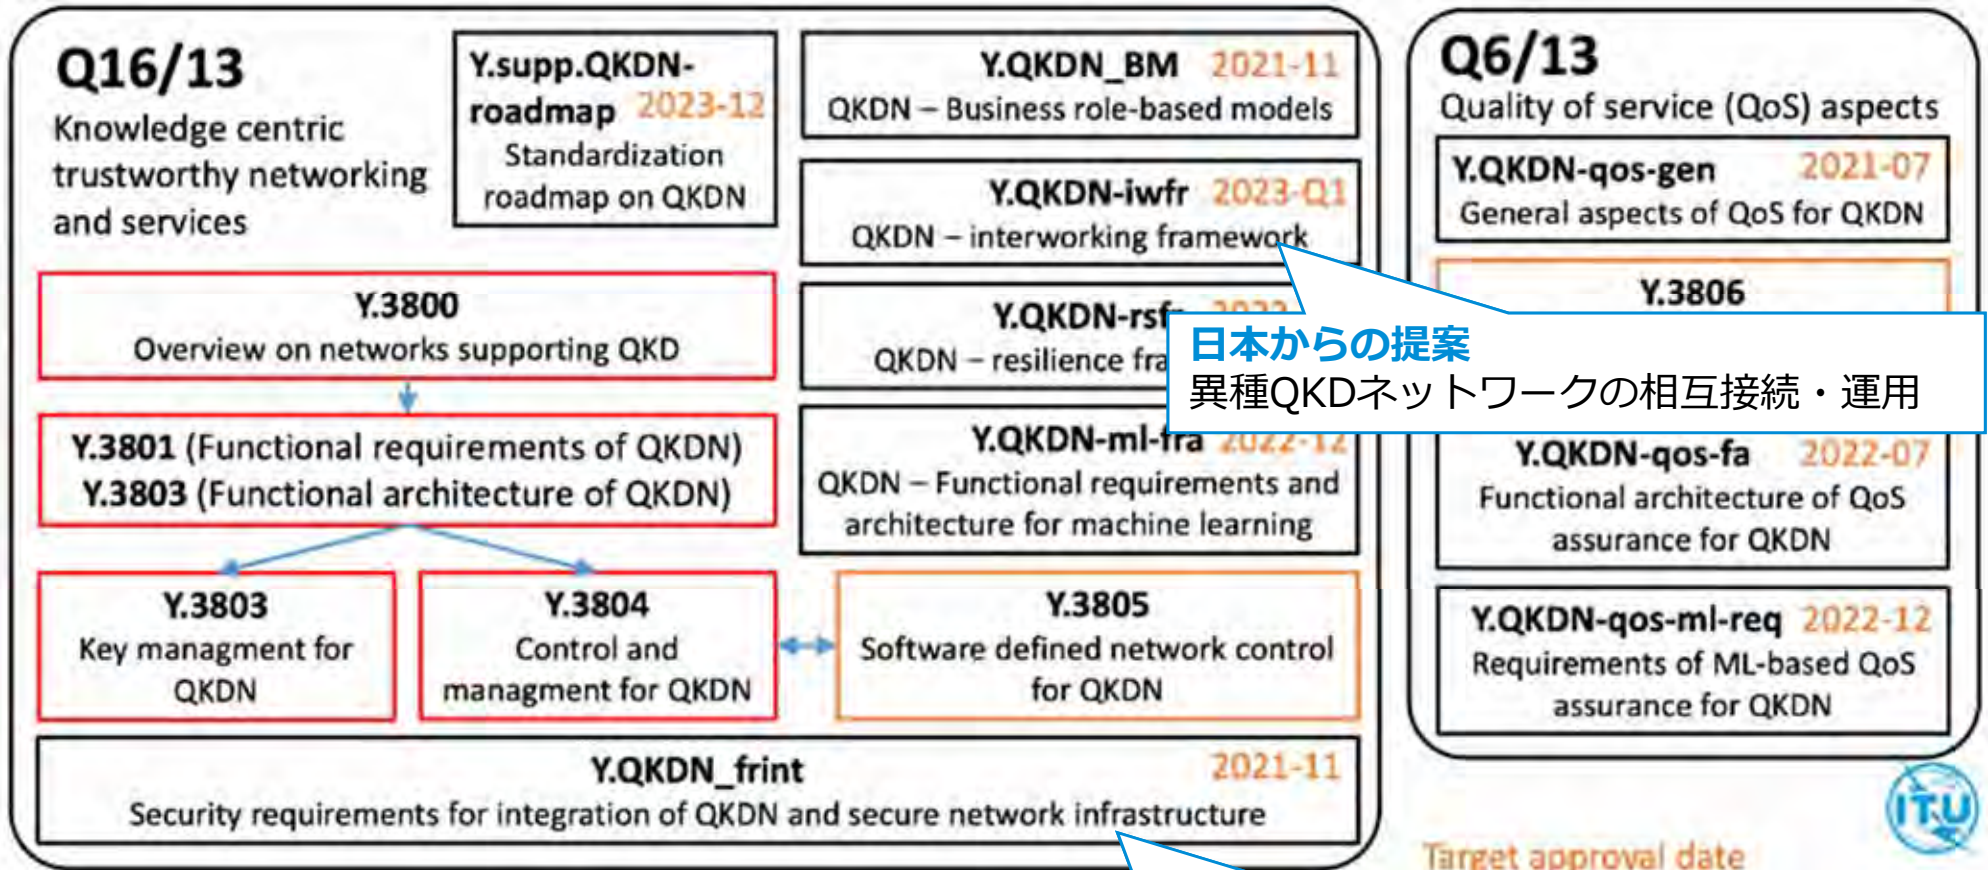 Q16/13
Knowledge centric
trustworthy networking
and services
Y.supp.QKDN-
roadmap 2023-12
Standardization
roadmap on QKDN
Y.3800
Overview on networks supporting QKD
Y.3801 (Functional requirements of QKDN)
Y.3803 (Functional architecture of QKDN)
Y.3803
Key managment for
QKDN
Y.3804
Control and
managment for QKDN
Y.3805
Software defined network control
for QKDN
Y.QKDN_BM 2021-11
QKDN – Business role-based models
Y.QKDN-iwfr 2023-Q1
QKDN – interworking framework
Y.QKDN-rsf
QKDN – resilience fra
Y.QKDN-ml-fra 2022-12
QKDN – Functional requirements and
architecture for machine learning
Y.QKDN_frint 2021-11
Security requirements for integration of QKDN and secure network infrastructure
日本からの提案
異種QKDネットワークの相互接続・運用
Q6/13
Quality of service (QoS) aspects
Y.QKDN-qos-gen 2021-07
General aspects of QoS for QKDN
Y.3806
Y.QKDN-qos-fa 2022-07
Functional architecture of QoS
assurance for QKDN
Y.QKDN-qos-ml-req 2022-12
Requirements of ML-based QoS
assurance for QKDN
ITU
Target approval date